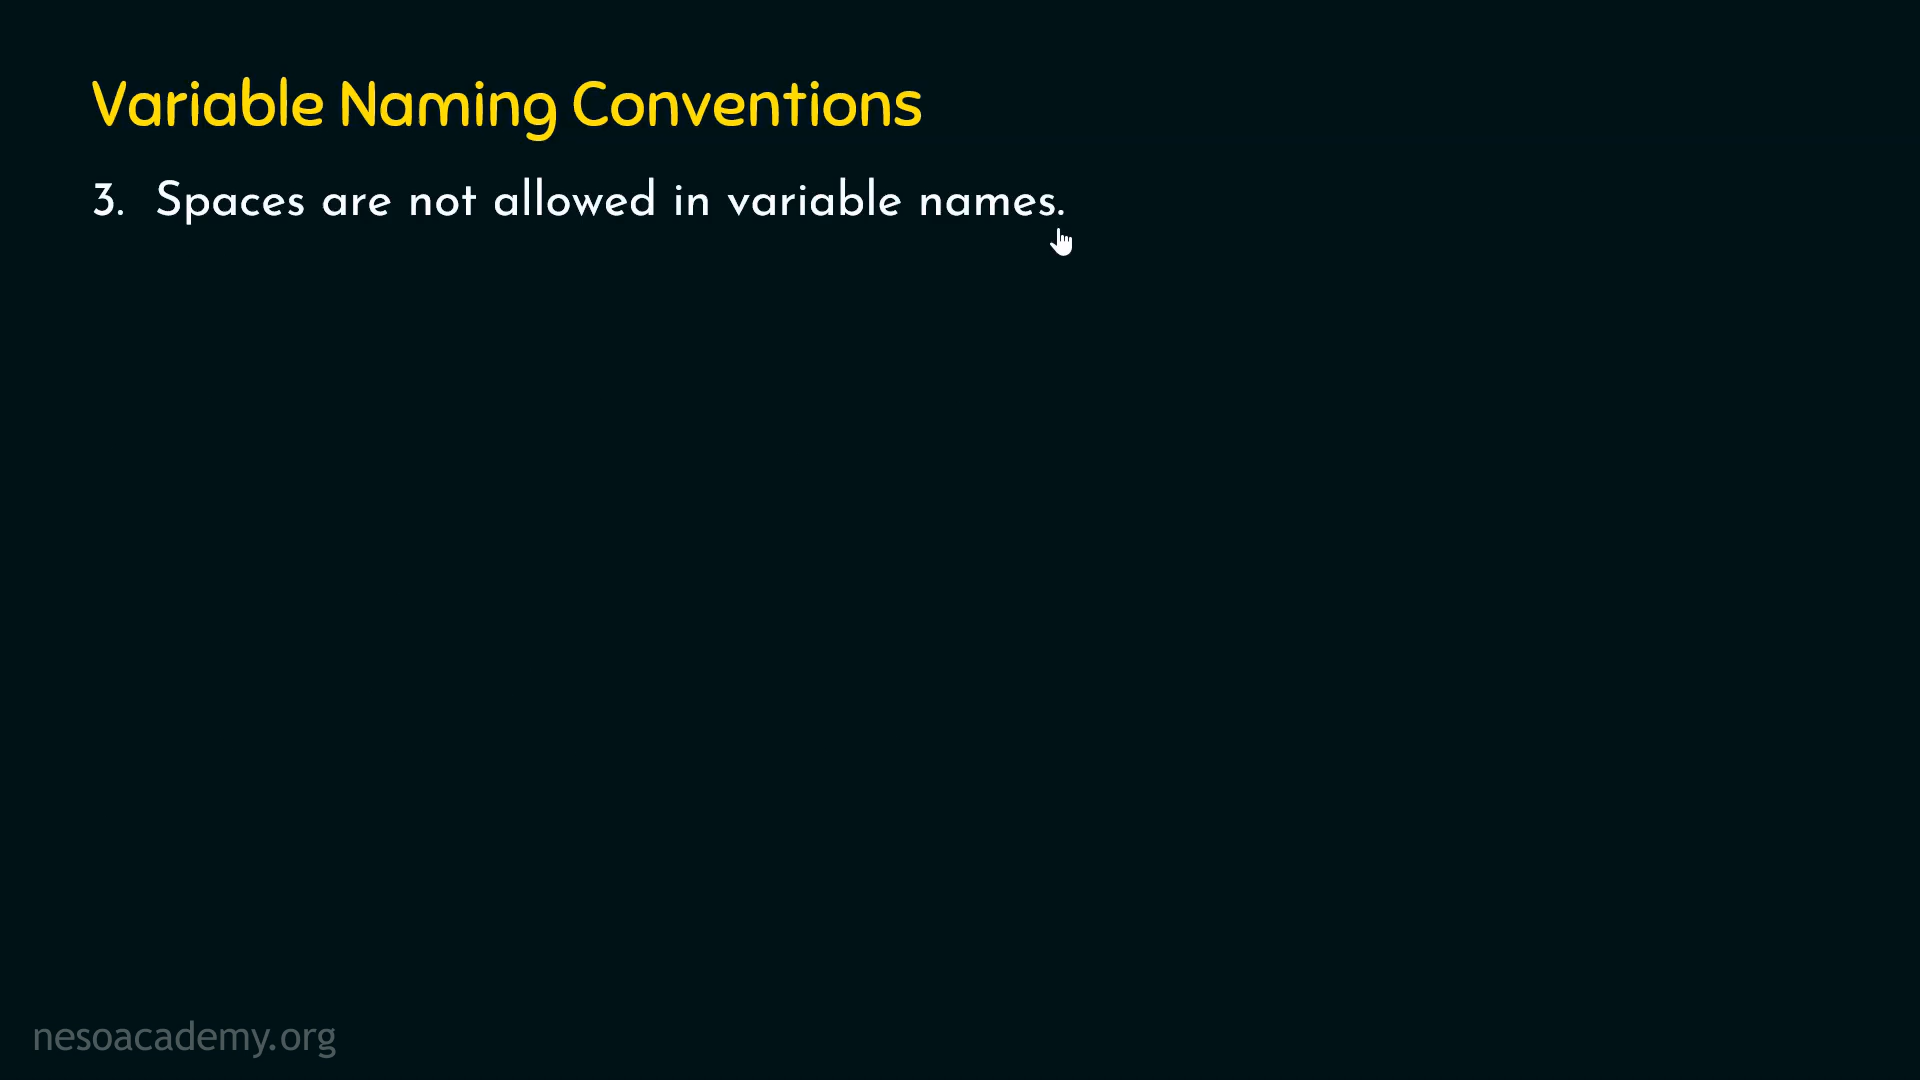 Variable Naming Conventions
3. Spaces are not allowed in variable names.
nesoacademy.org